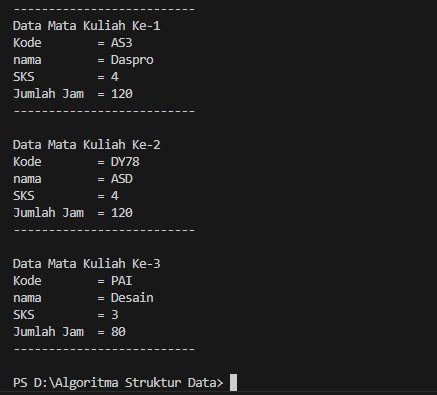 --------------------------
Data Mata Kuliah Ke-1
Kode        = AS3
nama        = Daspro
SKS         = 4
Jumlah Jam  = 120
--------------------------
Data Mata Kuliah Ke-2
Kode        = DY78
nama        = ASD
SKS         = 4
Jumlah Jam  = 120
--------------------------
Data Mata Kuliah Ke-3
Kode        = PAI
nama        = Desain
SKS         = 3
Jumlah Jam  = 80
--------------------------
PS D:\Algoritma Struktur Data>